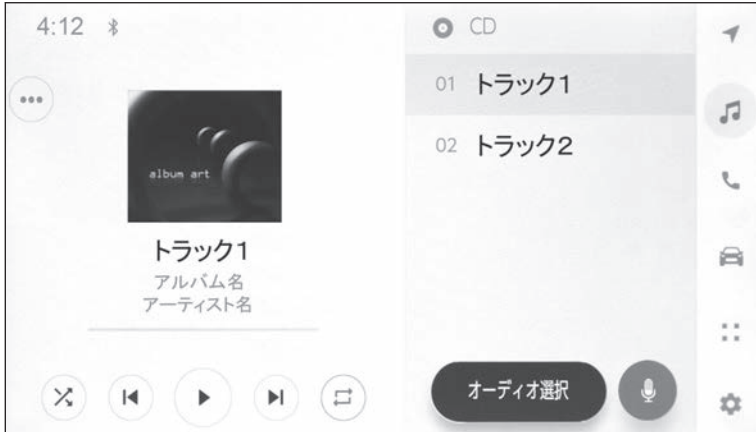 4:12
album art
トラック1
アルバム名
アーティスト名
CD
01 トラック1
02 トラック2
オーディオ選択